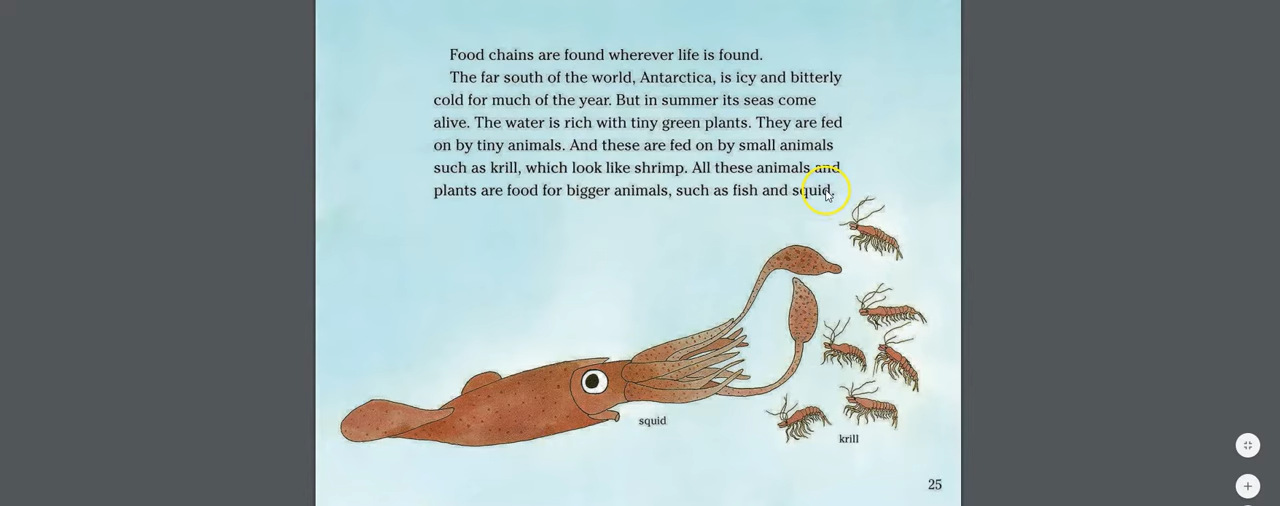 Food chains are found wherever life is found.
The far south of the world, Antarctica, is icy and bitterly
cold for much of the year. But in summer its seas come
alive. The water is rich with tiny green plants. They are fed
on by tiny animals. And these are fed on by small animals
such as krill, which look like shrimp. All these animals and
plants are food for bigger animals, such as fish and squid.
squid
krill
25